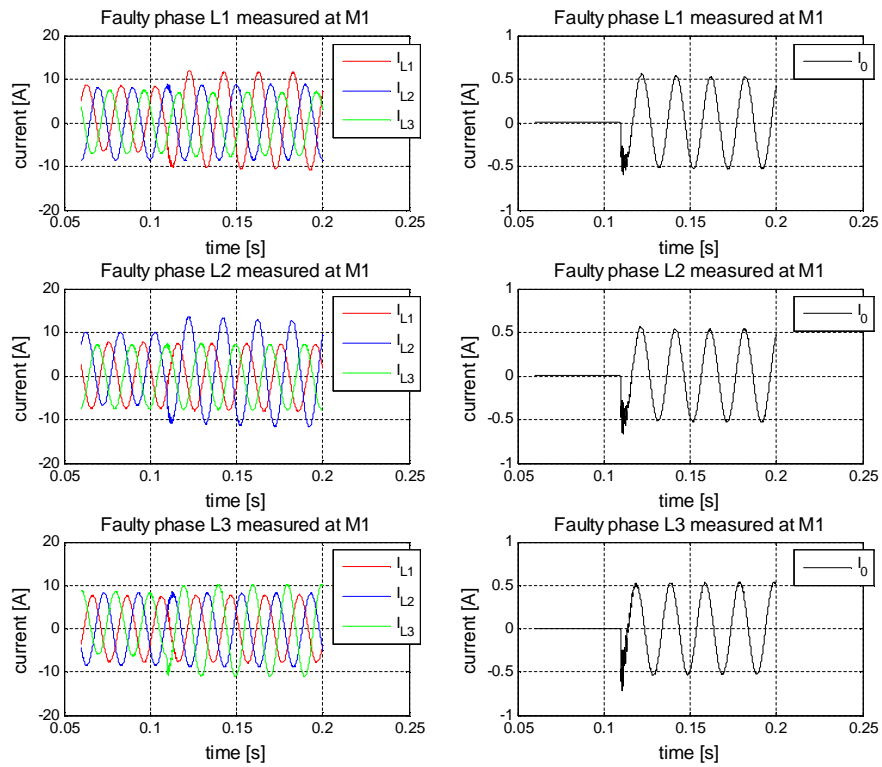 Faulty phase L1 measured at M1
20
10
0
-10
-20
current [A]
0.05 0.1 0.15 0.2 0.25
time [s]
I_L1
I_L2
I_L3
Faulty phase L1 measured at M1
1
0.5
0
-0.5
-1
current [A]
0.05 0.1 0.15 0.2 0.25
time [s]
I_0
Faulty phase L2 measured at M1
20
10
0
-10
-20
current [A]
0.05 0.1 0.15 0.2 0.25
time [s]
I_L1
I_L2
I_L3
Faulty phase L2 measured at M1
1
0.5
0
-0.5
-1
current [A]
0.05 0.1 0.15 0.2 0.25
time [s]
I_0
Faulty phase L3 measured at M1
20
10
0
-10
-20
current [A]
0.05 0.1 0.15 0.2 0.25
time [s]
I_L1
I_L2
I_L3
Faulty phase L3 measured at M1
1
0.5
0
-0.5
-1
current [A]
0.05 0.1 0.15 0.2 0.25
time [s]
I_0